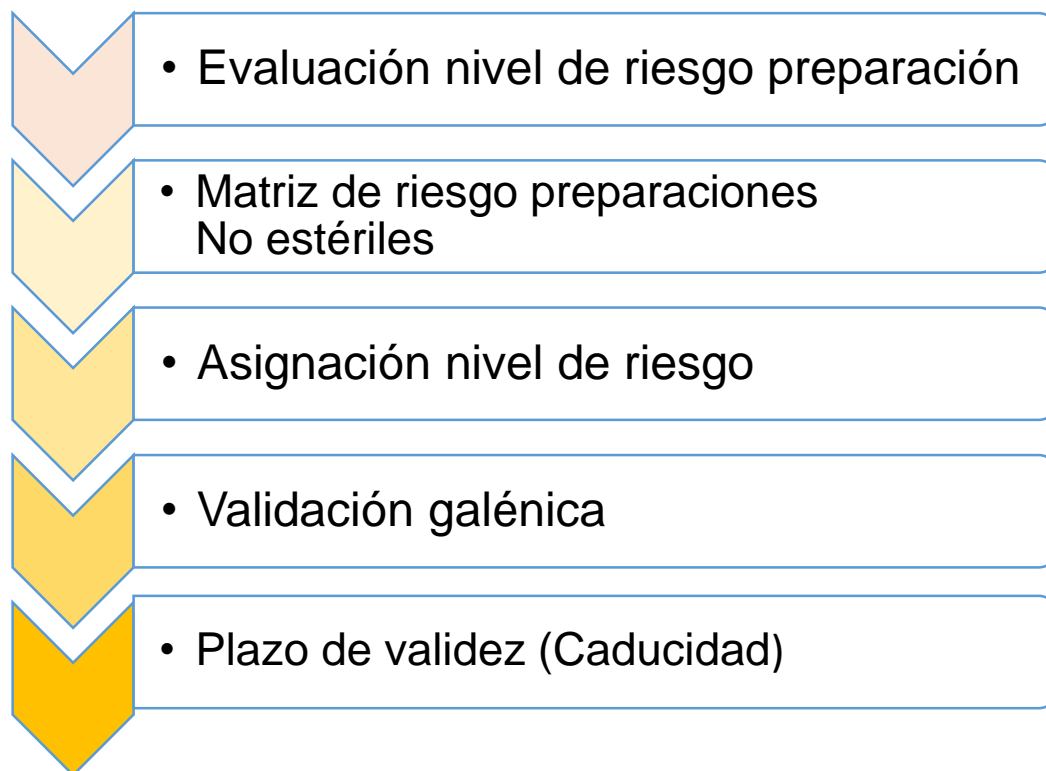 • Evaluación nivel de riesgo preparación
• Matriz de riesgo preparaciones
No estériles
• Asignación nivel de riesgo
• Validación galénica
• Plazo de validez (Caducidad)